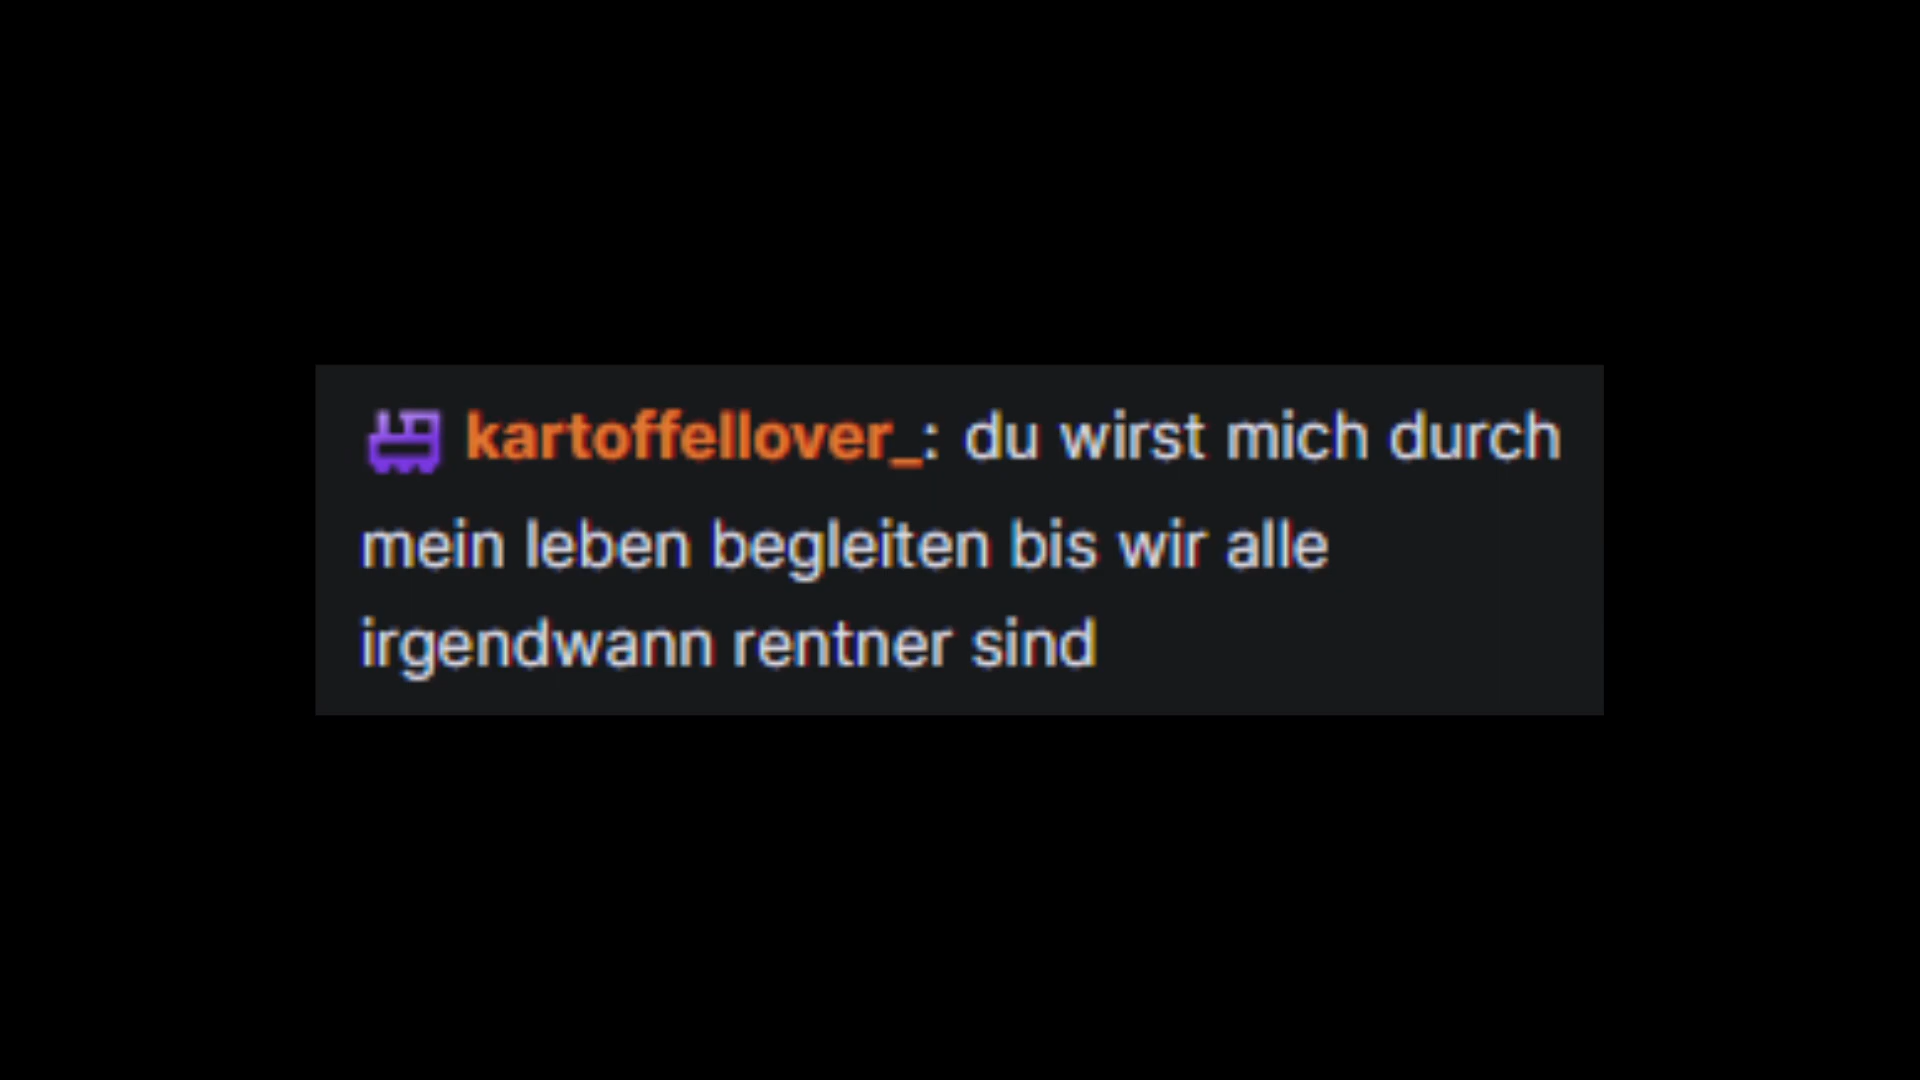 kartoffellover_: du wirst mich durch
mein leben begleiten bis wir alle
irgendwann rentner sind